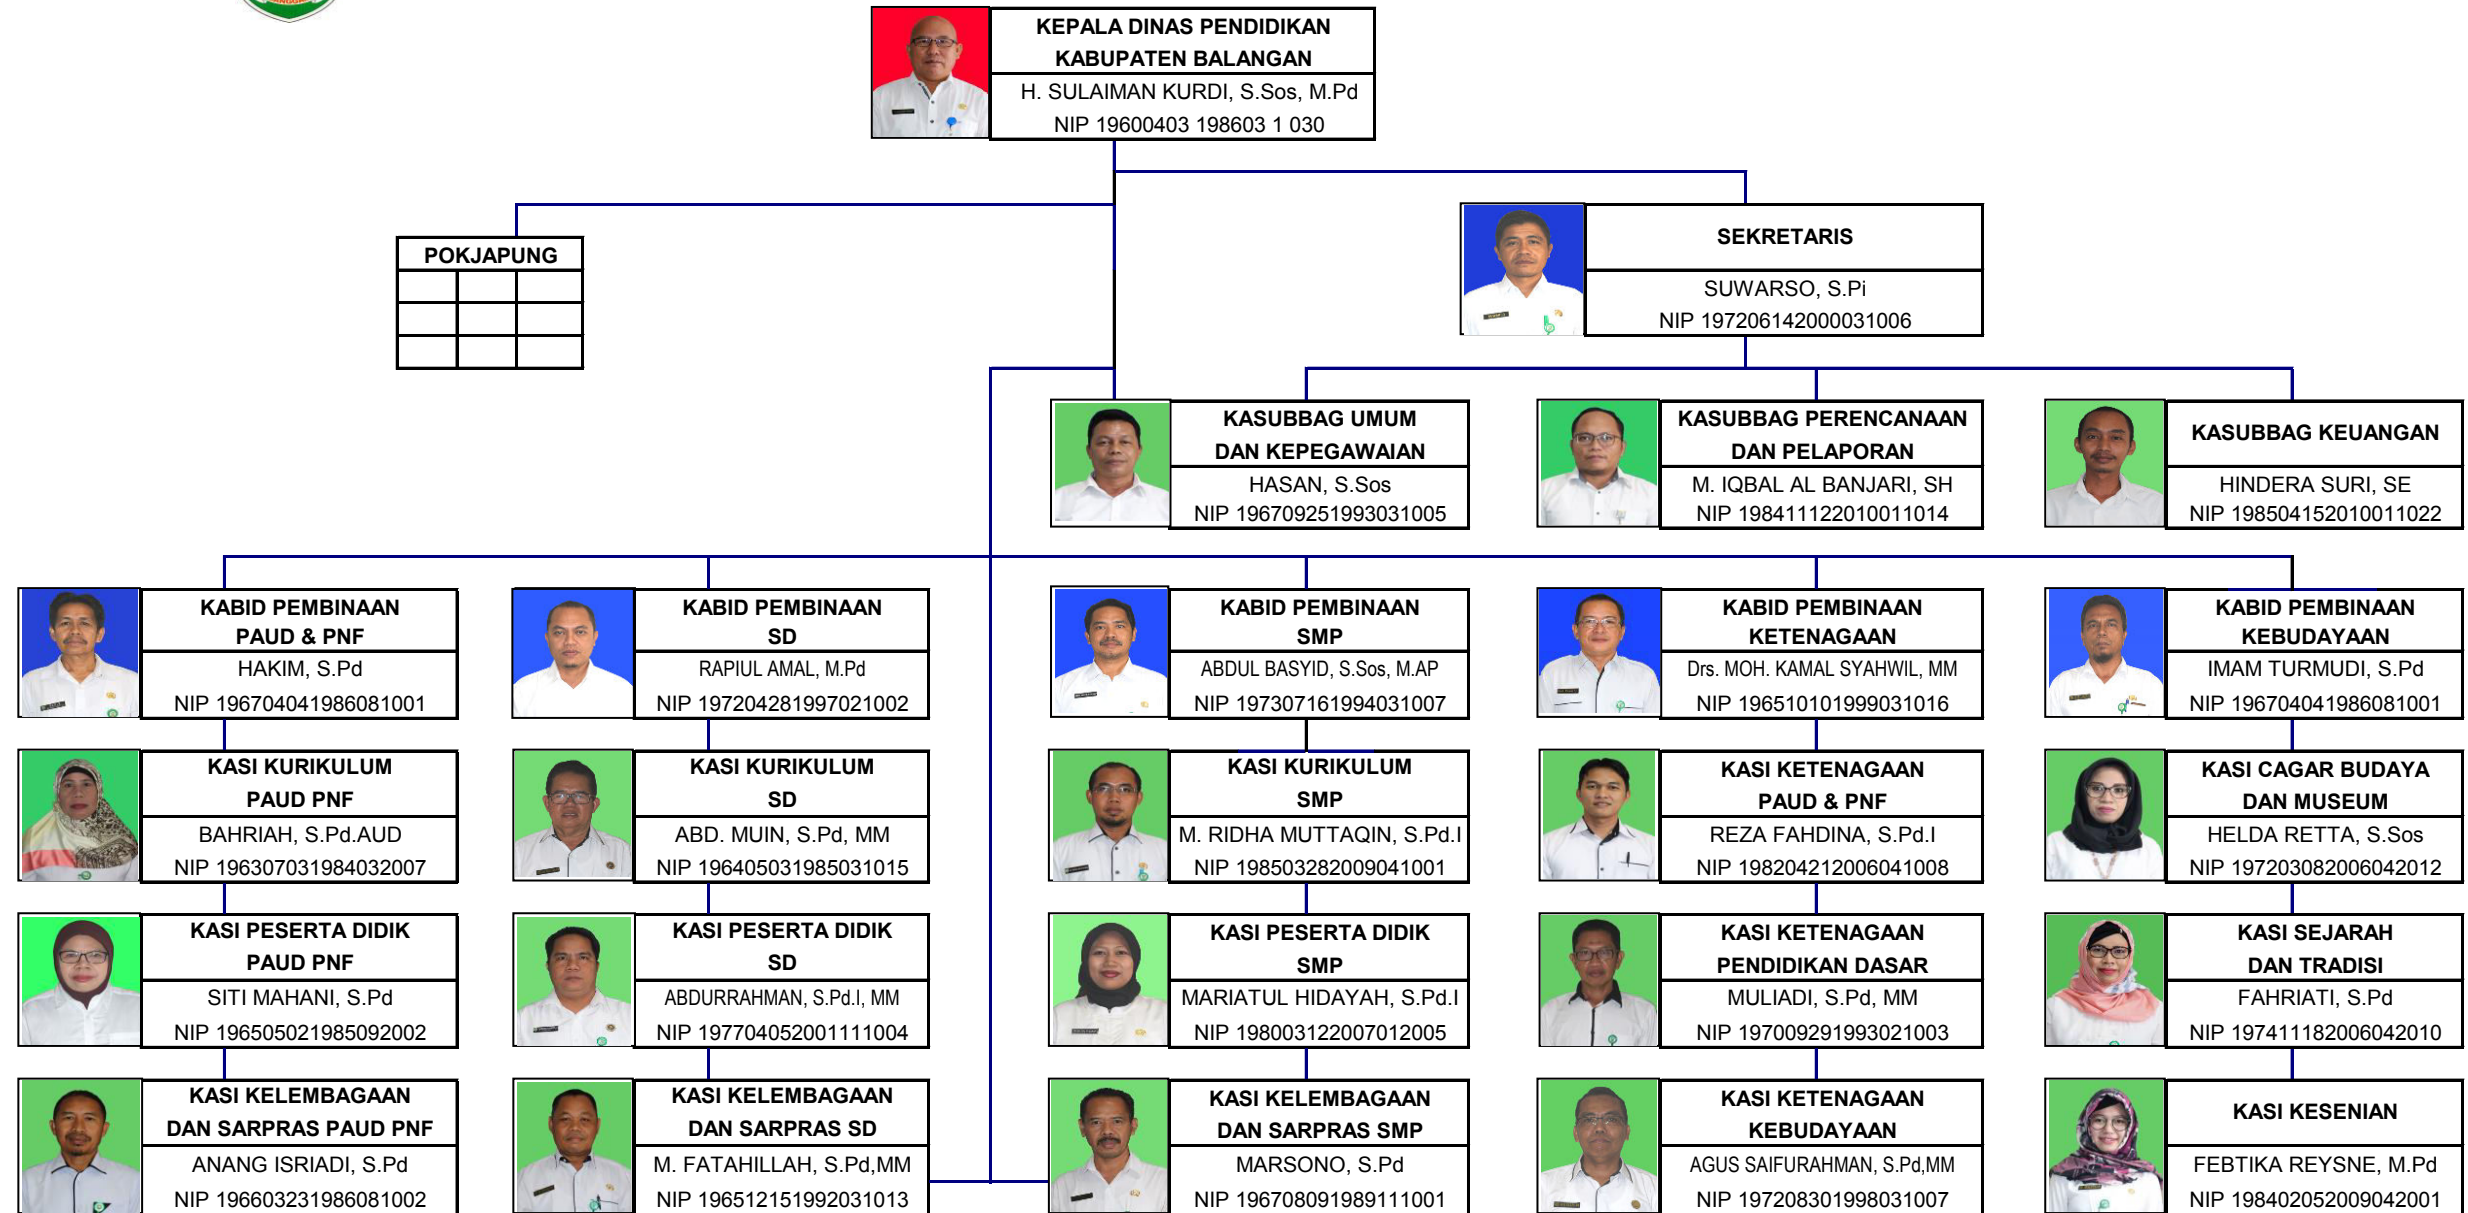 KEPALA DINAS PENDIDIKAN
KABUPATEN BALANGAN
H. SULAIMAN KURDI, S.Sos, M.Pd
NIP 19600403 198603 1 030
POKJAPUNG
SEKRETARIS
SUWARSO, S.Pi
NIP 197206142000031006
KASUBBAG UMUM
DAN KEPEGAWAIAN
HASAN, S.Sos
NIP 196709251993031005
KASUBBAG PERENCANAAN
DAN PELAPORAN
M. IQBAL AL BANJARI, SH
NIP 198411122010011014
KASUBBAG KEUANGAN
HINDERA SURI, SE
NIP 198504152010011022
KABID PEMBINAAN
PAUD & PNF
HAKIM, S.Pd
NIP 196704041986081001
KABID PEMBINAAN
SD
RAPIUL AMAL, M.Pd
NIP 197204281997021002
KABID PEMBINAAN
SMP
ABDUL BASYID, S.Sos, M.AP
NIP 197307161994031007
KABID PEMBINAAN
KETENAGAAN
Drs. MOH. KAMAL SYAHWIL, MM
NIP 196510101999031016
KABID PEMBINAAN
KEBUDAYAAN
IMAM TURMUDI, S.Pd
NIP 196704041986081001
KASI KURIKULUM
PAUD PNF
BAHRIAH, S.Pd.AUD
NIP 196307031984032007
KASI KURIKULUM
SD
ABD. MUIN, S.Pd, MM
NIP 196405031985031015
KASI KURIKULUM
SMP
M. RIDHA MUTTAQIN, S.Pd.I
NIP 198503282009041001
KASI KETENAGAAN
PAUD & PNF
REZA FAHDINA, S.Pd.I
NIP 198204212006041008
KASI CAGAR BUDAYA
DAN MUSEUM
HELDA RETTA, S.Sos
NIP 197203082006042012
KASI PESERTA DIDIK
PAUD PNF
SITI MAHANI, S.Pd
NIP 196505021985092002
KASI PESERTA DIDIK
SD
ABDURRAHMAN, S.Pd.I, MM
NIP 197704052001111004
KASI PESERTA DIDIK
SMP
MARIATUL HIDAYAH, S.Pd.I
NIP 198003122007012005
KASI KETENAGAAN
PENDIDIKAN DASAR
MULIADI, S.Pd, MM
NIP 197009291993021003
KASI SEJARAH
DAN TRADISI
FAHRIATI, S.Pd
NIP 197411182006042010
KASI KELEMBAGAAN
DAN SARPRAS PAUD PNF
ANANG ISRIADI, S.Pd
NIP 196603231986081002
KASI KELEMBAGAAN
DAN SARPRAS SD
M. FATAHILLAH, S.Pd,MM
NIP 196512151992031013
KASI KELEMBAGAAN
DAN SARPRAS SMP
MARSONO, S.Pd
NIP 196708091989111001
KASI KETENAGAAN
KEBUDAYAAN
AGUS SAIFURAHMAN, S.Pd,MM
NIP 197208301998031007
KASI KESENIAN
FEBTIKA REYSNE, M.Pd
NIP 198402052009042001